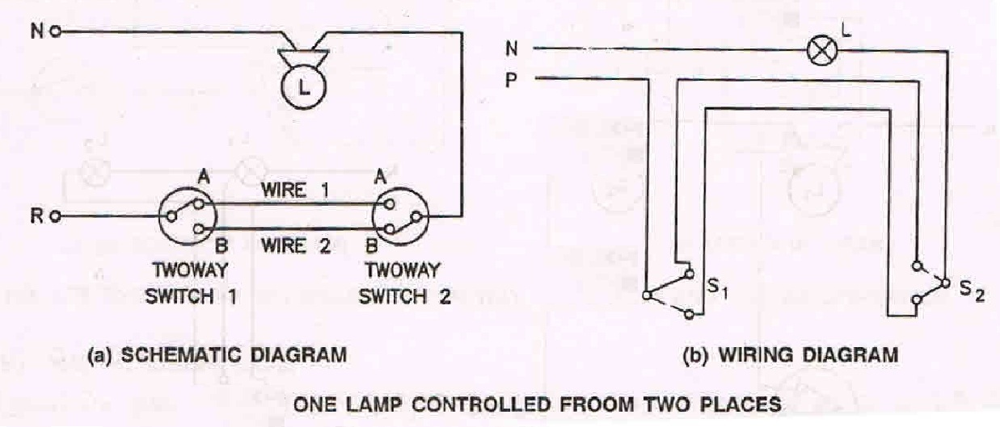 N
L
R
A
WIRE 1
A
B
WIRE 2
B
TWOWAY
SWITCH 1
TWOWAY
SWITCH 2
(a) SCHEMATIC DIAGRAM
N
L
P
S1
S2
(b) WIRING DIAGRAM
ONE LAMP CONTROLLED FROOM TWO PLACES